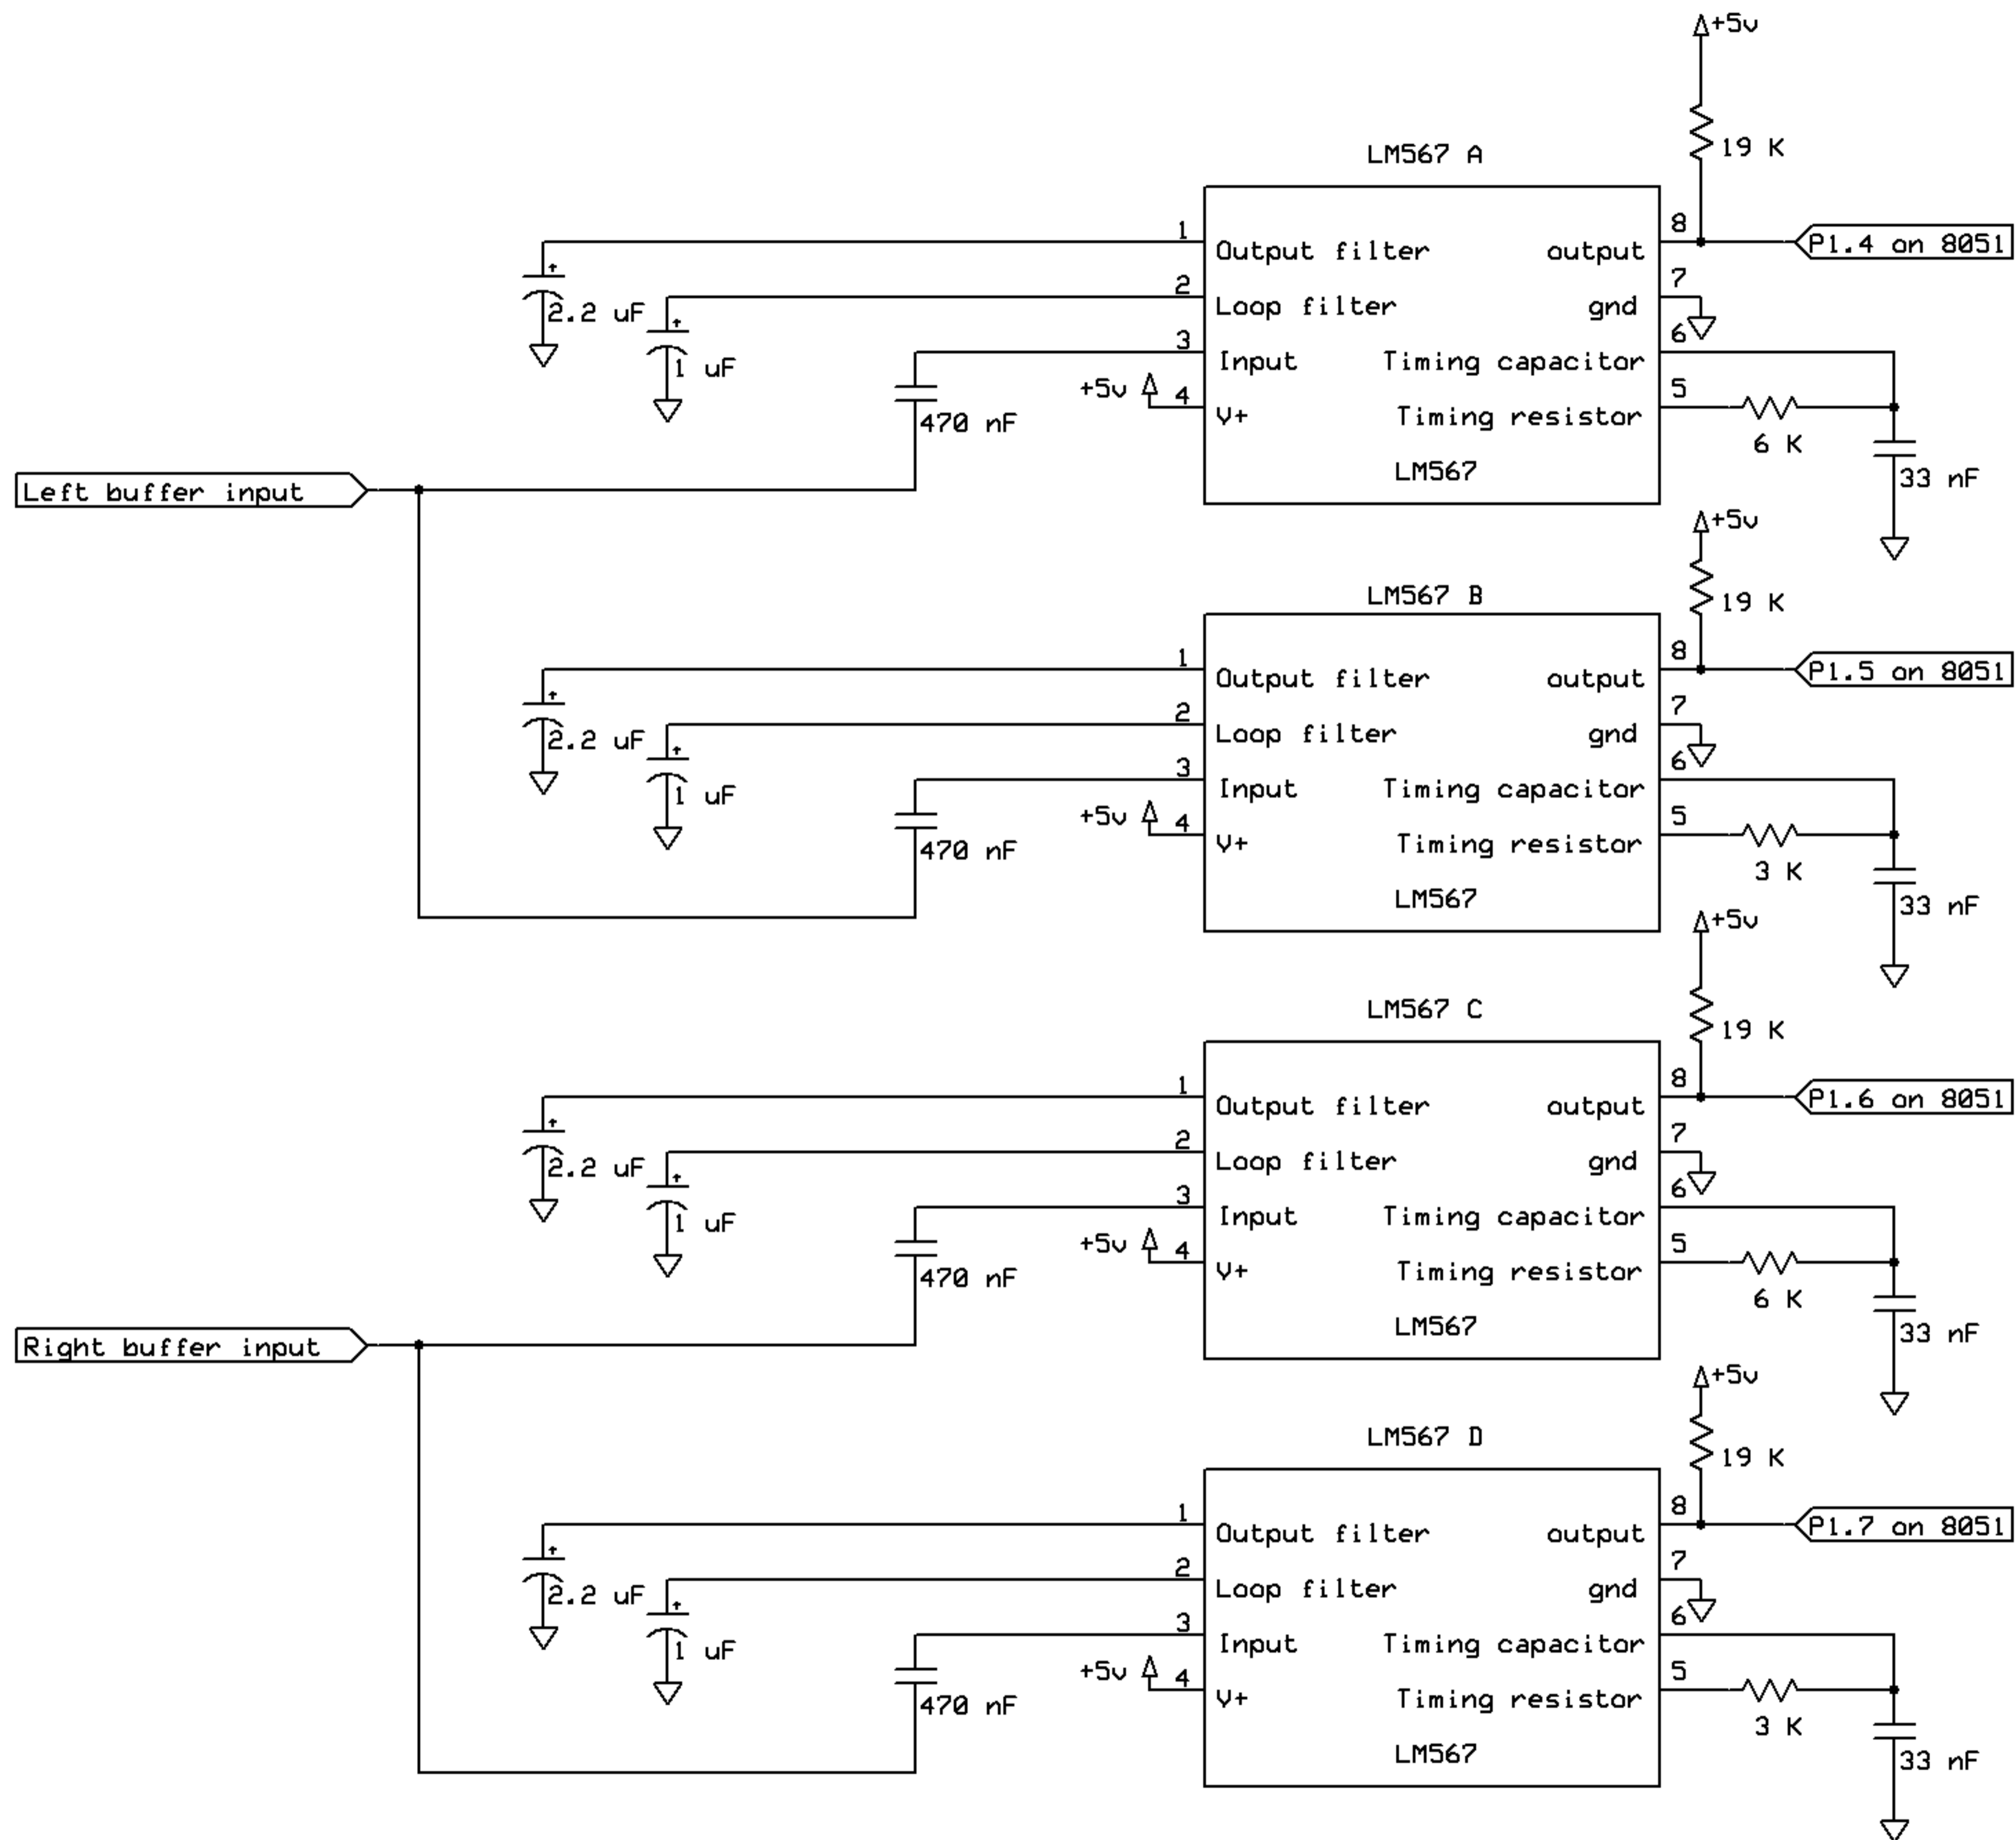 +5v
19 K
LM567 A
1 Output filter output 8 P1.4 on 8051
2 Loop filter gnd 7
2.2 uF
1 uF
3 Input Timing capacitor 6
+5v 4 V+ Timing resistor 5
470 nF
6 K
LM567
33 nF
Left buffer input
+5v
19 K
LM567 B
1 Output filter output 8 P1.5 on 8051
2 Loop filter gnd 7
2.2 uF
1 uF
3 Input Timing capacitor 6
+5v 4 V+ Timing resistor 5
470 nF
3 K
LM567
33 nF
+5v
19 K
LM567 C
1 Output filter output 8 P1.6 on 8051
2 Loop filter gnd 7
2.2 uF
1 uF
3 Input Timing capacitor 6
+5v 4 V+ Timing resistor 5
470 nF
6 K
LM567
33 nF
Right buffer input
+5v
19 K
LM567 D
1 Output filter output 8 P1.7 on 8051
2 Loop filter gnd 7
2.2 uF
1 uF
3 Input Timing capacitor 6
+5v 4 V+ Timing resistor 5
470 nF
3 K
LM567
33 nF